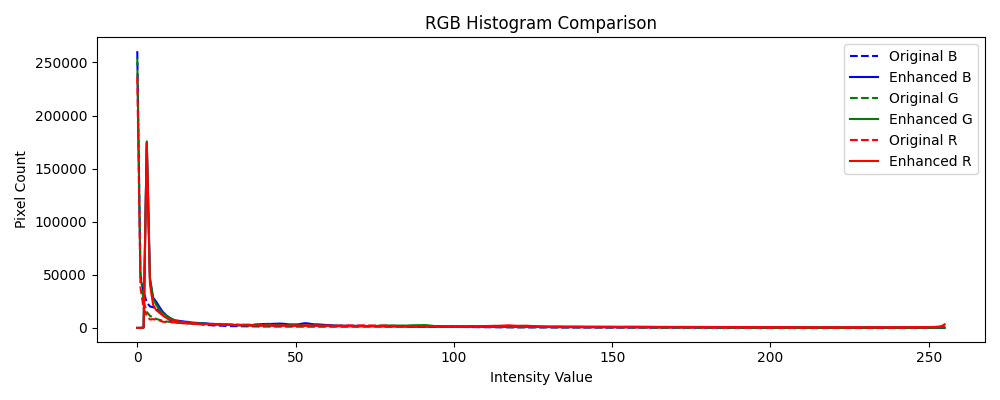 RGB Histogram Comparison
Original B
Enhanced B
Original G
Enhanced G
Original R
Enhanced R
Pixel Count
250000
200000
150000
100000
50000
0
0 50 100 150 200 250
Intensity Value